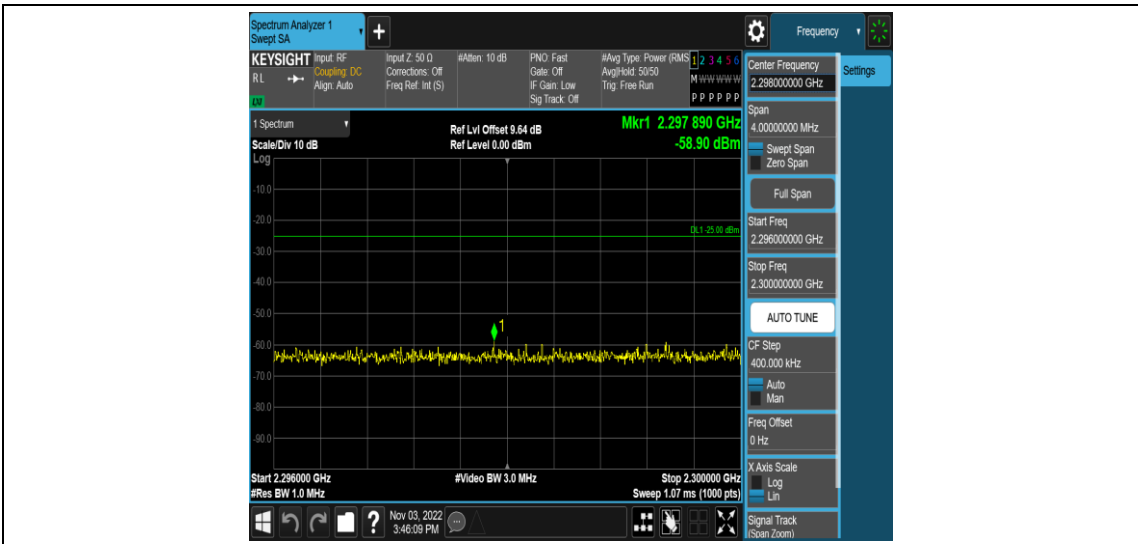 Spectrum Analyzer 1
Swept SA
+
Frequency
KEYSIGHT
RL
LXI
Input: RF
Coupling: DC
Align: Auto
Input Z: 50 Ω
Corrections: Off
Freq Ref: Int (S)
#Atten: 10 dB
PNO: Fast
Gate: Off
IF Gain: Low
Sig Track: Off
#Avg Type: Power (RMS
Avg|Hold: 50/50
Trig: Free Run
1 2 3 4 5 6
M W W W W W
P P P P P P
1 Spectrum
Scale/Div 10 dB
Log
Ref Lvl Offset 9.64 dB
Ref Level 0.00 dBm
Mkr1 2.297 890 GHz
-58.90 dBm
-10.0
-20.0
DL1 -25.00 dBm
-30.0
-40.0
-50.0
1
-60.0
-70.0
-80.0
-90.0
Start 2.296000 GHz
#Res BW 1.0 MHz
#Video BW 3.0 MHz
Stop 2.300000 GHz
Sweep 1.07 ms (1000 pts)
?
Nov 03, 2022
3:46:09 PM
Center Frequency
2.298000000 GHz
Settings
Span
4.00000000 MHz
Swept Span
Zero Span
Full Span
Start Freq
2.296000000 GHz
Stop Freq
2.300000000 GHz
AUTO TUNE
CF Step
400.000 kHz
Auto
Man
Freq Offset
0 Hz
X Axis Scale
Log
Lin
Signal Track
(Span Zoom)